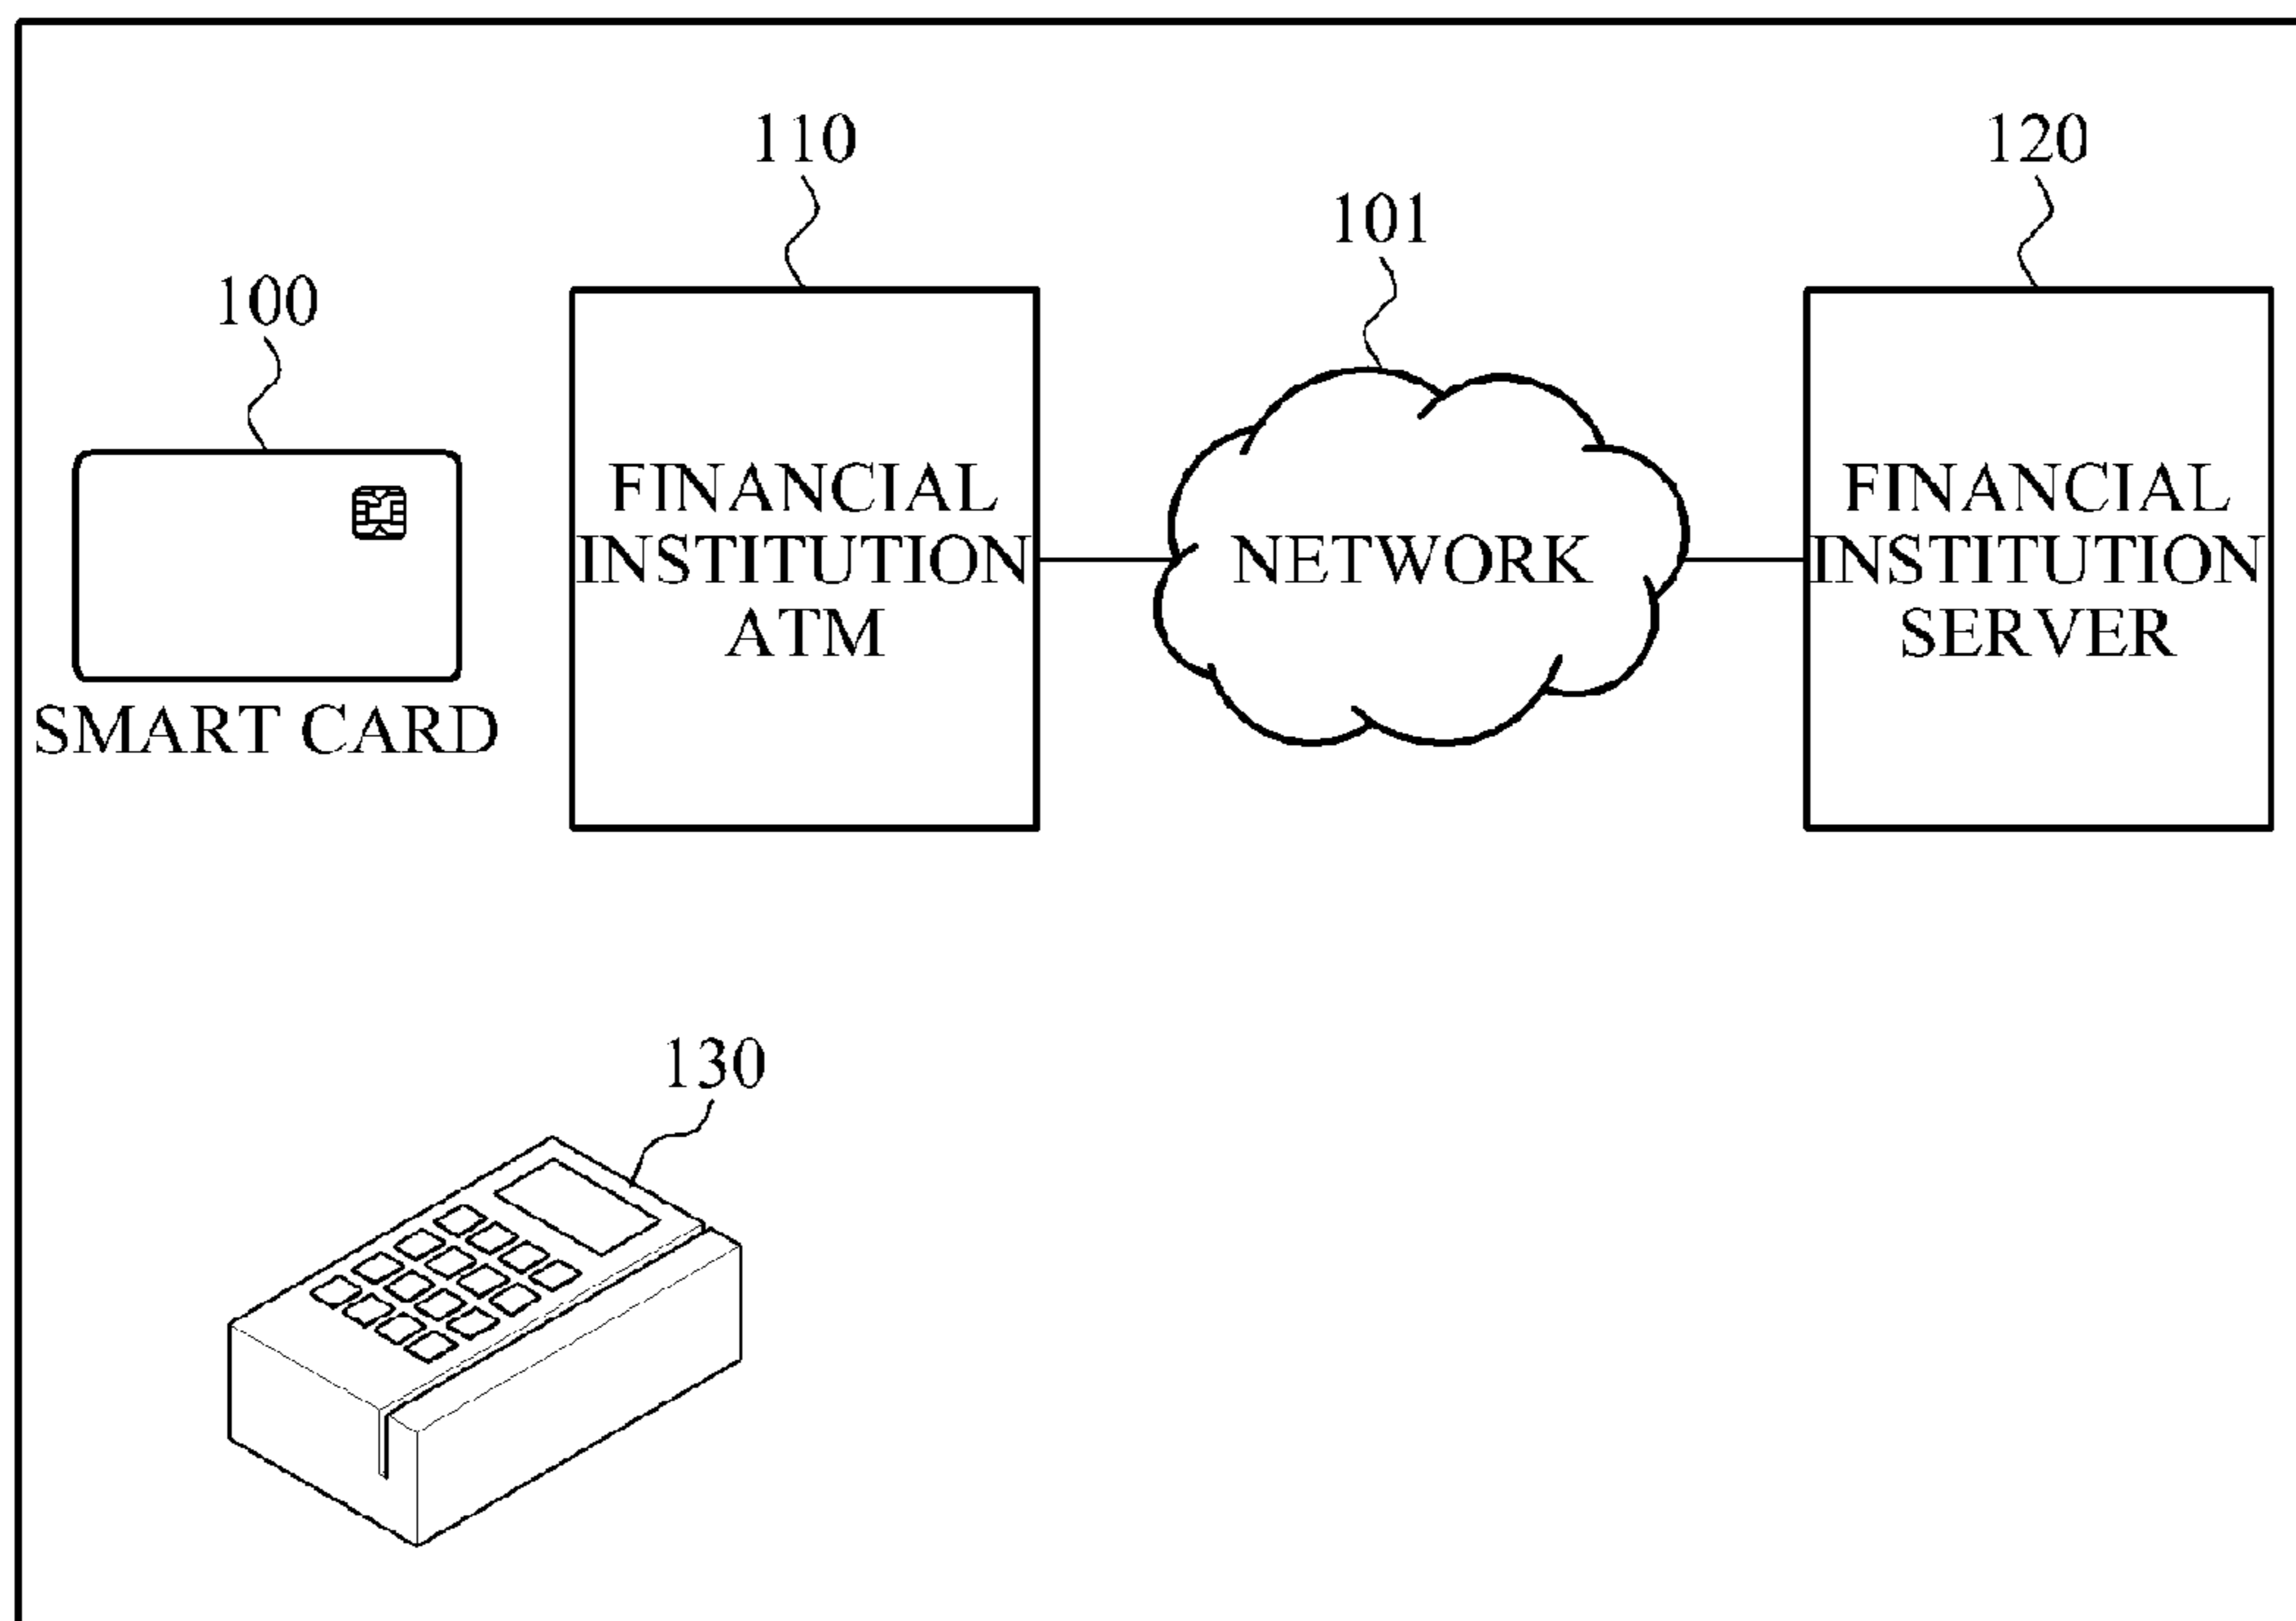 110
120
101
100
FINANCIAL
INSTITUTION
ATM
NETWORK
FINANCIAL
INSTITUTION
SERVER
SMART CARD
130